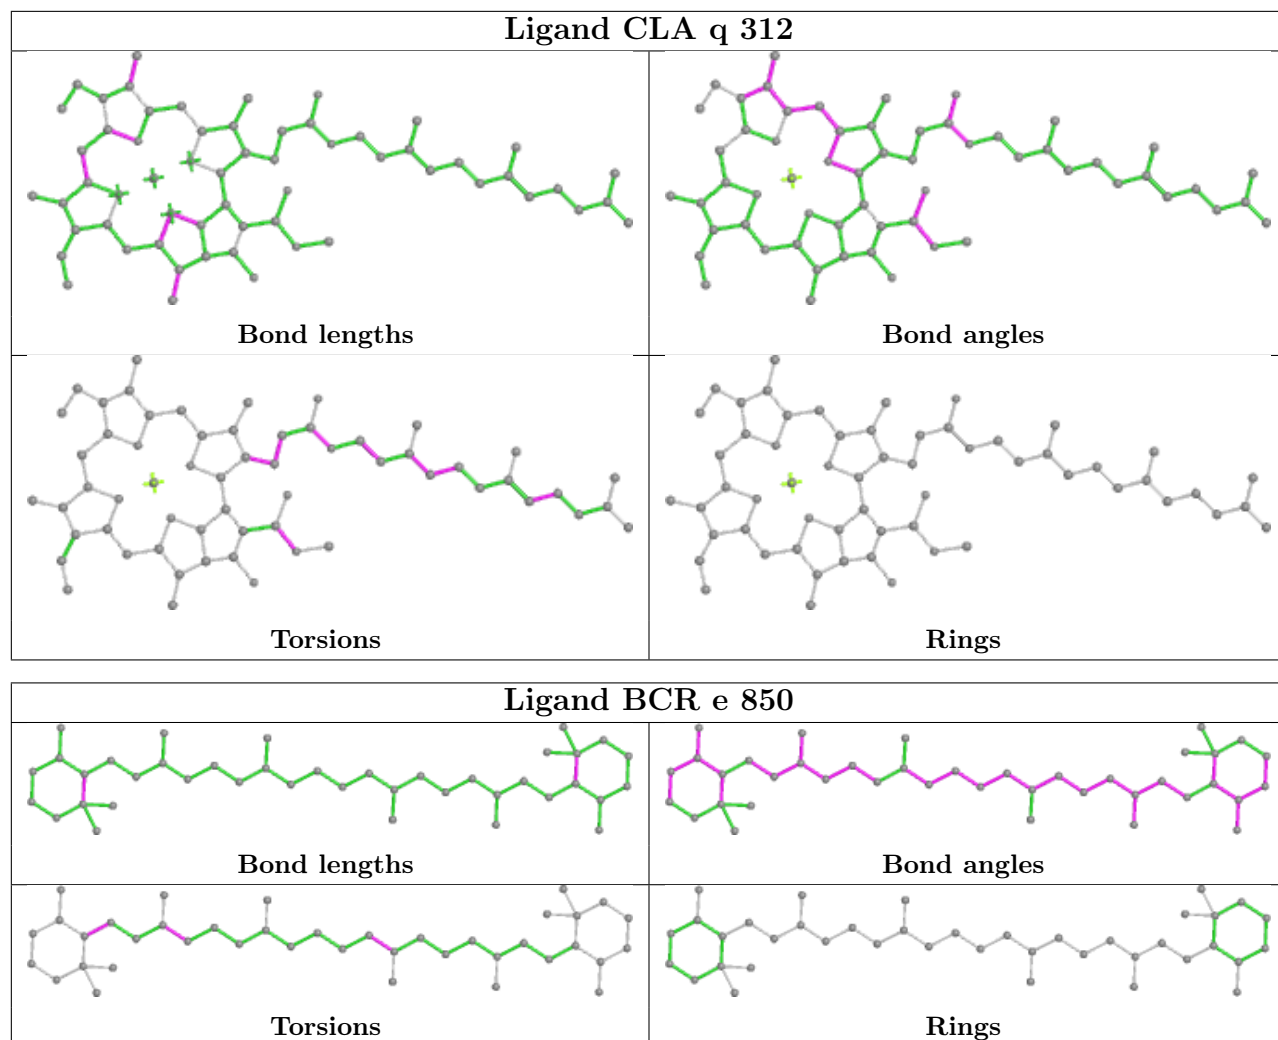 Ligand CLA q 312
Bond lengths
Bond angles
Torsions
Rings
Ligand BCR e 850
Bond lengths
Bond angles
Torsions
Rings